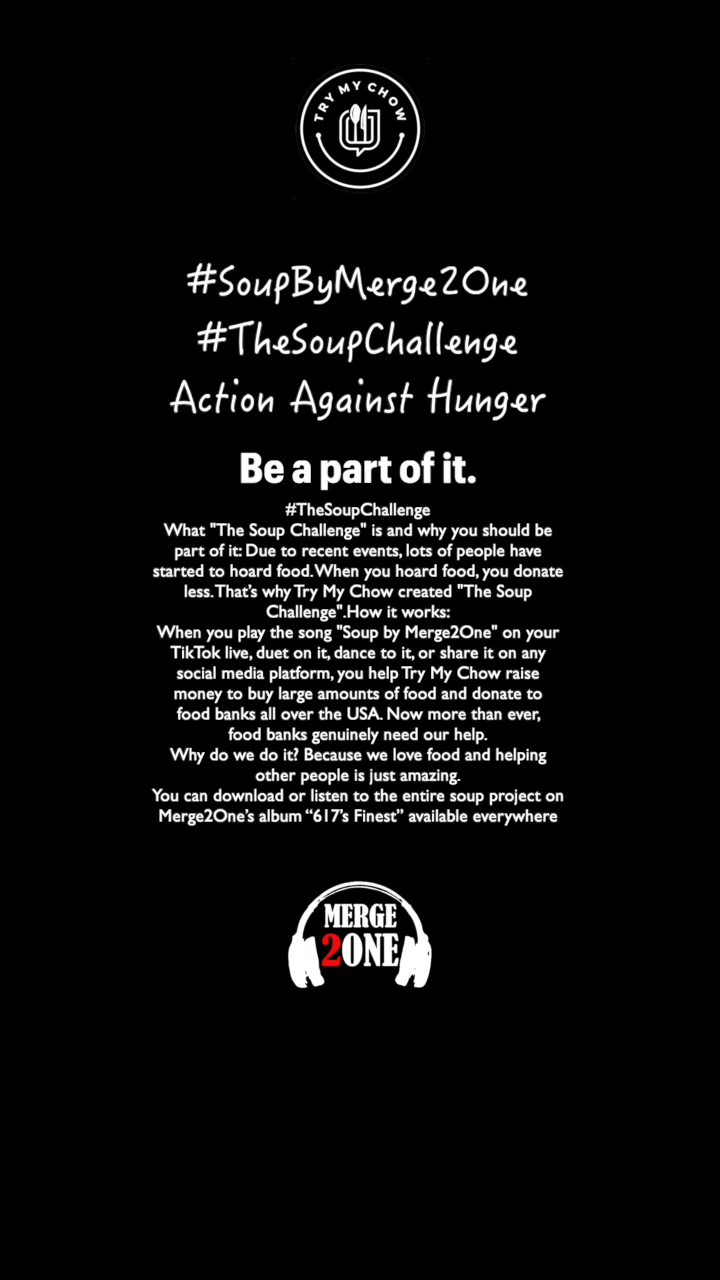 TRY MY CHOW
#SoupByMerge2One
#TheSoupChallenge
Action Against Hunger
Be a part of it.
#TheSoupChallenge
What "The Soup Challenge" is and why you should be
part of it: Due to recent events, lots of people have
started to hoard food.When you hoard food, you donate
less.That’s why Try My Chow created "The Soup
Challenge".How it works:
When you play the song "Soup by Merge2One" on your
TikTok live, duet on it, dance to it, or share it on any
social media platform, you help Try My Chow raise
money to buy large amounts of food and donate to
food banks all over the USA. Now more than ever,
food banks genuinely need our help.
Why do we do it? Because we love food and helping
other people is just amazing.
You can download or listen to the entire soup project on
Merge2One’s album “617’s Finest” available everywhere
MERGE
2ONE